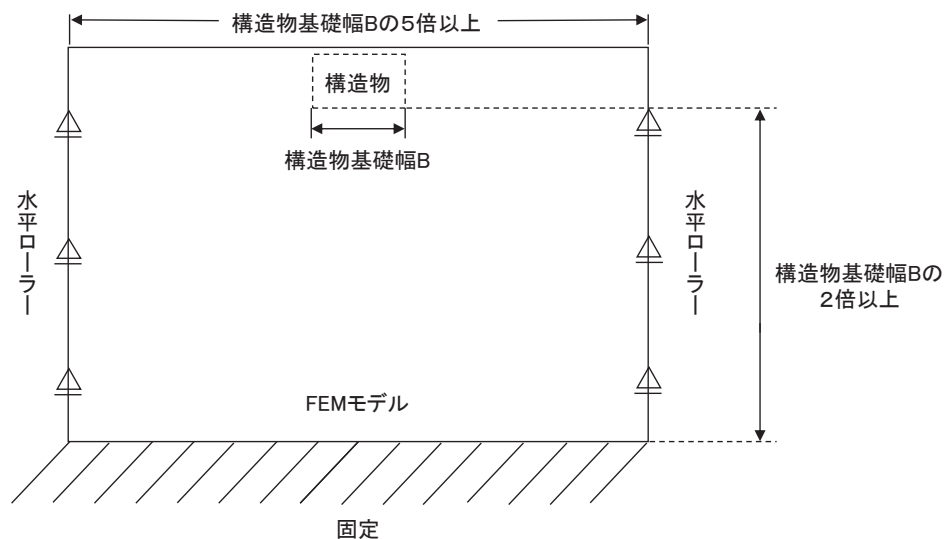 構造物基礎幅Bの5倍以上
構造物
構造物基礎幅B
水平ローラー
水平ローラー
構造物基礎幅Bの
2倍以上
FEMモデル
固定